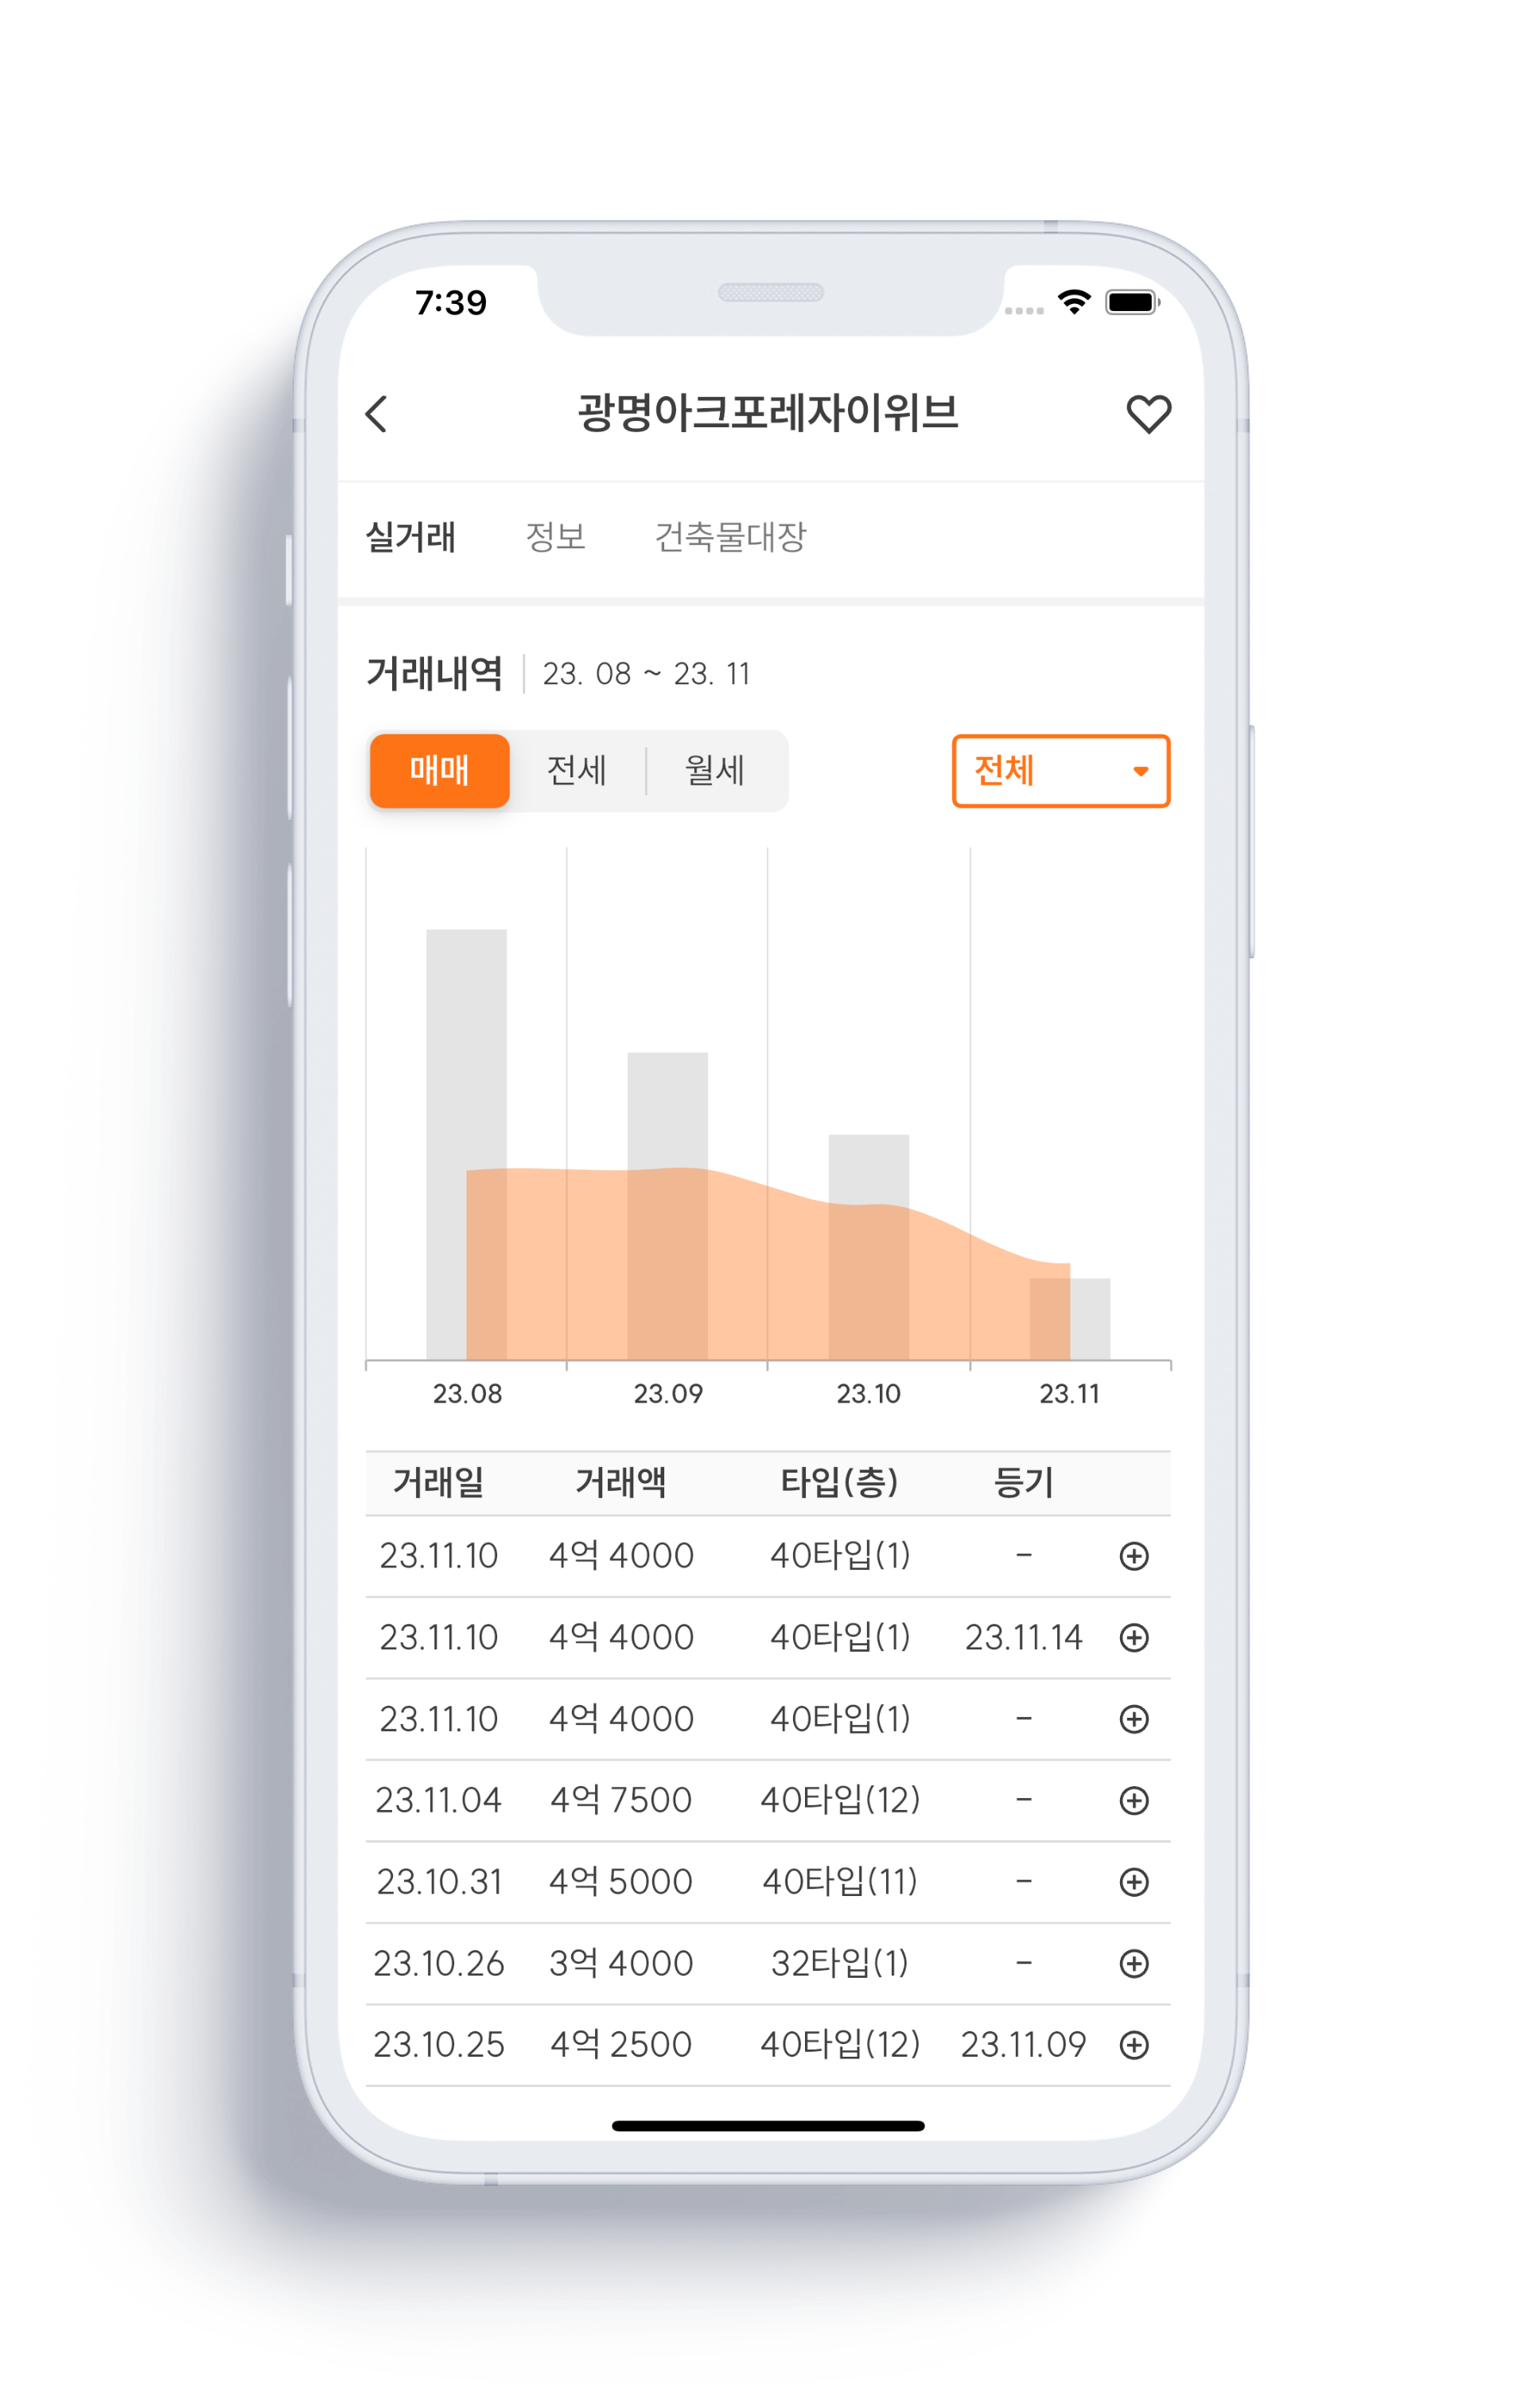 7:39
광명아크포레자이위브
실거래 정보 건축물대장
거래내역 23. 08 ~ 23. 11
매매 전세 월세 전체
23.08 23.09 23.10 23.11
거래일 거래액 타입(층) 등기
23.11.10 4억 4000 40타입(1) -
23.11.10 4억 4000 40타입(1) 23.11.14
23.11.10 4억 4000 40타입(1) -
23.11.04 4억 7500 40타입(12) -
23.10.31 4억 5000 40타입(11) -
23.10.26 3억 4000 32타입(1) -
23.10.25 4억 2500 40타입(12) 23.11.09